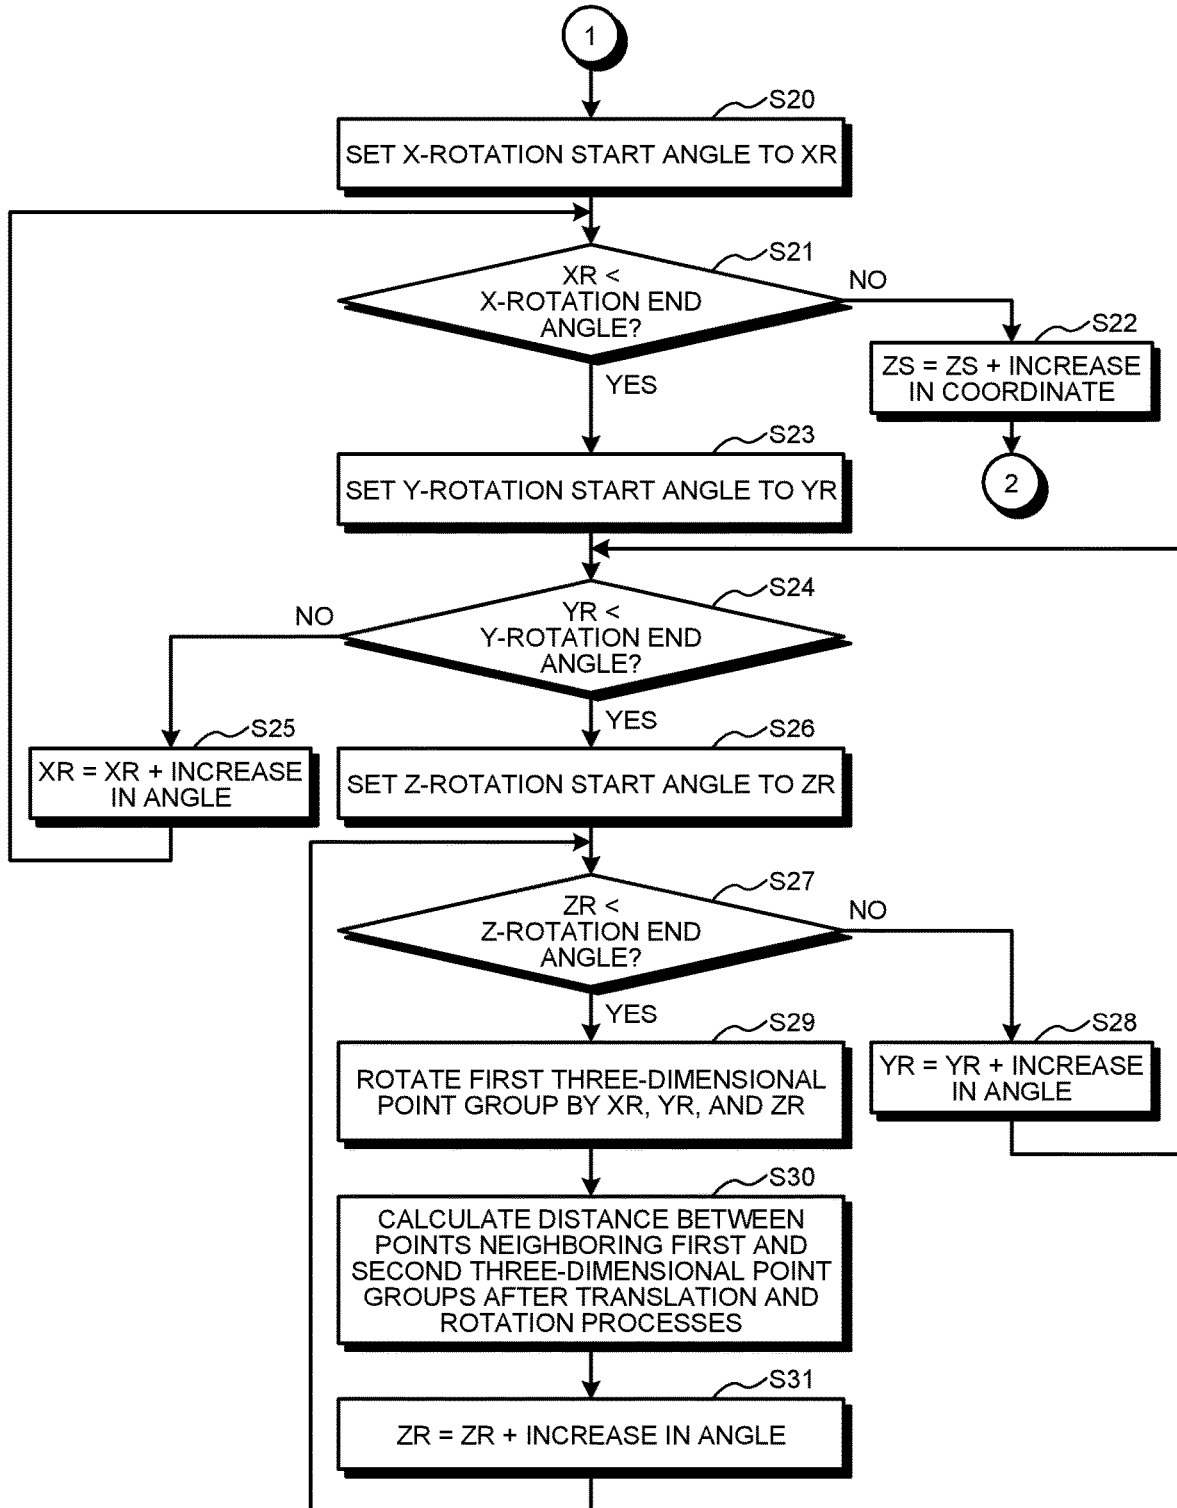 1
S20
SET X-ROTATION START ANGLE TO XR
S21
XR <
X-ROTATION END
ANGLE?
NO
YES
S22
ZS = ZS + INCREASE
IN COORDINATE
2
S23
SET Y-ROTATION START ANGLE TO YR
S24
YR <
Y-ROTATION END
ANGLE?
NO
YES
S25
XR = XR + INCREASE
IN ANGLE
S26
SET Z-ROTATION START ANGLE TO ZR
S27
ZR <
Z-ROTATION END
ANGLE?
NO
YES
S28
YR = YR + INCREASE
IN ANGLE
S29
ROTATE FIRST THREE-DIMENSIONAL
POINT GROUP BY XR, YR, AND ZR
S30
CALCULATE DISTANCE BETWEEN
POINTS NEIGHBORING FIRST AND
SECOND THREE-DIMENSIONAL POINT
GROUPS AFTER TRANSLATION AND
ROTATION PROCESSES
S31
ZR = ZR + INCREASE IN ANGLE